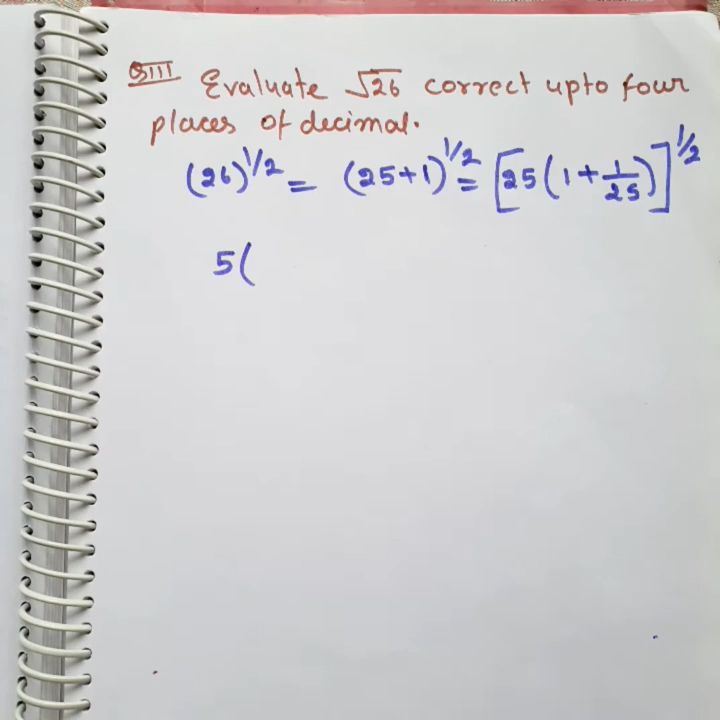 QIII Evaluate √26 correct upto four
places of decimal.
(26)^1/2 = (25+1)^1/2 = [25(1+1/25)]^1/2
5(